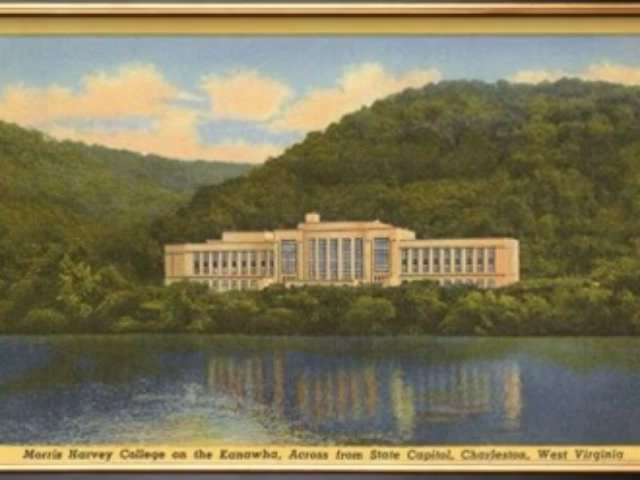 Morris Harvey College on the Kanawha, Across from State Capitol, Charleston, West Virginia